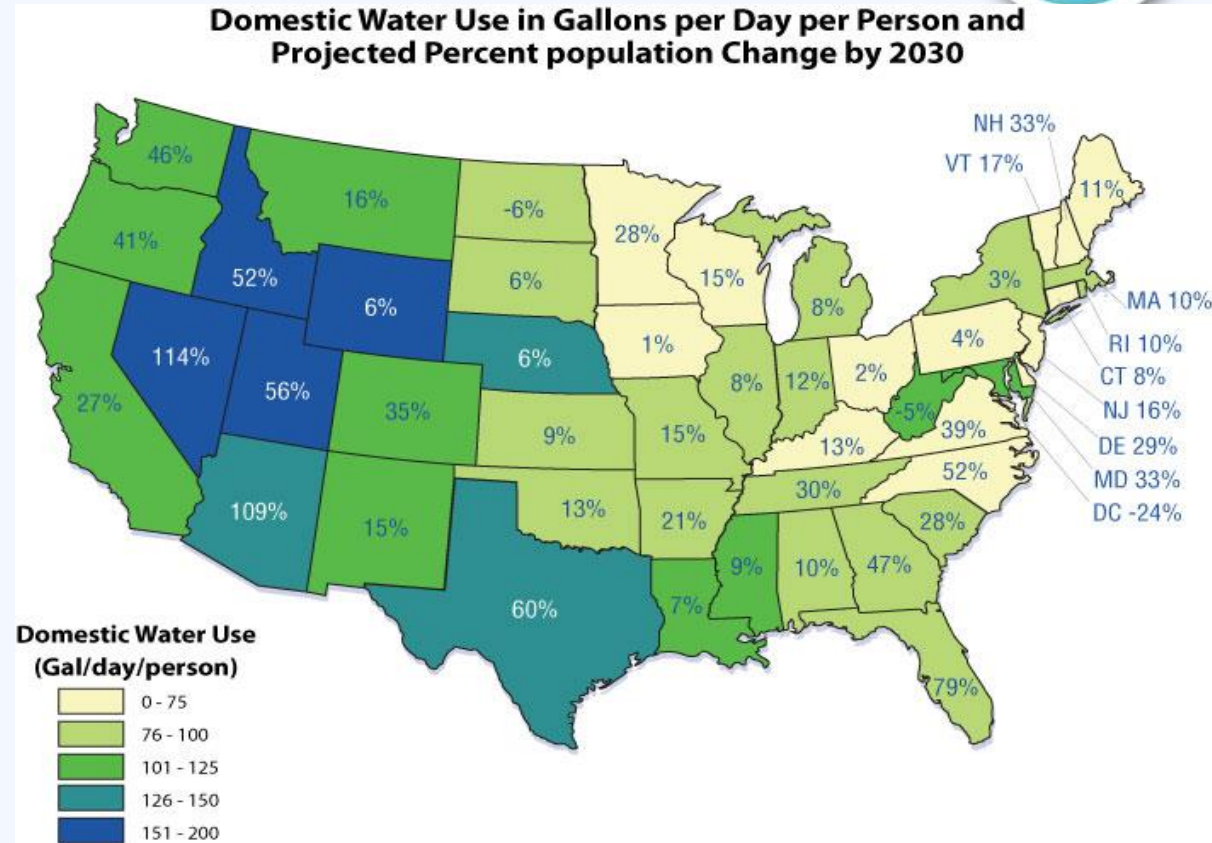 Domestic Water Use in Gallons per Day per Person and
Projected Percent population Change by 2030
NH 33%
VT 17%
11%
46%
16%
-6%
28%
41%
15%
3%
52%
6%
8%
MA 10%
6%
RI 10%
114%
6%
1%
4%
CT 8%
56%
8%
12%
2%
27%
35%
-5%
NJ 16%
9%
15%
13%
39%
DE 29%
52%
MD 33%
109%
30%
DC -24%
15%
13%
21%
28%
9%
10%
47%
60%
7%
79%
Domestic Water Use
(Gal/day/person)
0 - 75
76 - 100
101 - 125
126 - 150
151 - 200